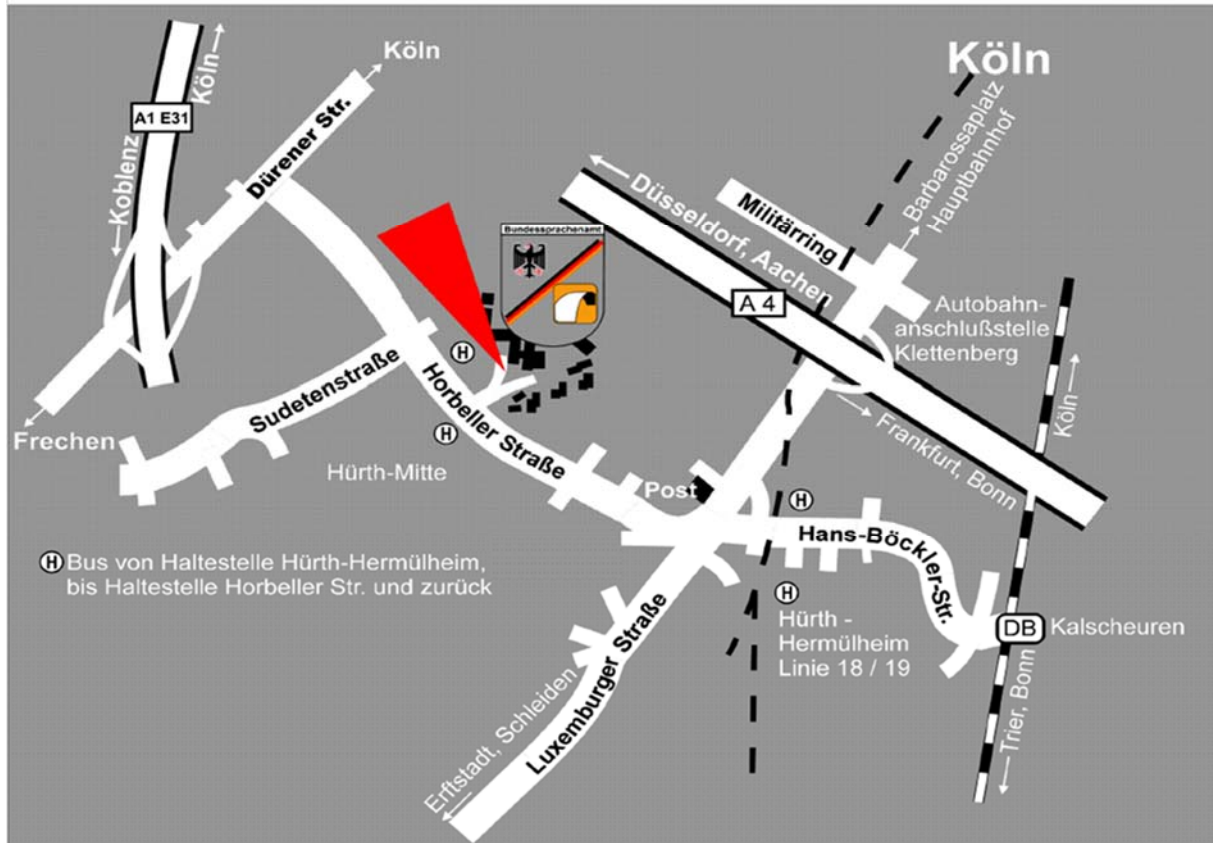 Köln
Köln
Köln
A1 E31
Koblenz
Dürener Str.
Barbarossaplatz
Hauptbahnhof
Bundessprachenamt
Düsseldorf, Aachen
Militärring
A 4
Autobahn-
anschlußstelle
Klettenberg
Sudetenstraße
Horbeller Straße
Frechen
Hürth-Mitte
Frankfurt, Bonn
Köln
Post
H
H
H
Hans-Böckler-Str.
H Bus von Haltestelle Hürth-Hermülheim,
bis Haltestelle Horbeller Str. und zurück
H
Hürth -
Hermülheim
Linie 18 / 19
DB Kalscheuren
Luxemburger Straße
Erftstadt, Schleiden
Trier, Bonn